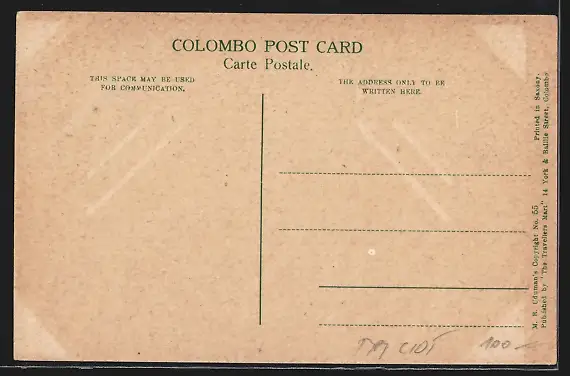 COLOMBO POST CARD
Carte Postale.
THIS SPACE MAY BE USED
FOR COMMUNICATION.
THE ADDRESS ONLY TO BE
WRITTEN HERE.
M. B. Uduman's Copyright No. 55 Printed in Saxony.
Published by "The Travellers Mart" 14 York & Baillie Street, Colombo
100 —